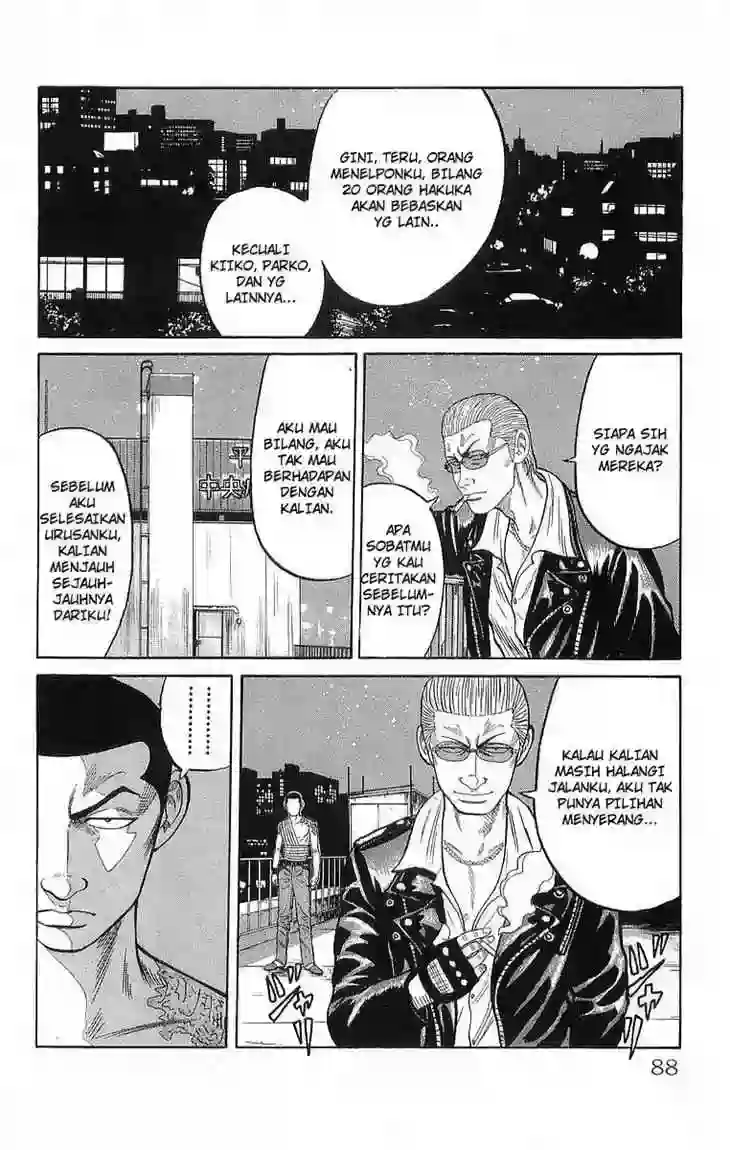 GINI, TERU, ORANG
MENELPONKU, BILANG
20 ORANG HAKUKA
AKAN BEBASKAN
YG LAIN..
KECUALI
KIIKO, PARKO,
DAN YG
LAINNYA...
SIAPA SIH
YG NGAJAK
MEREKA?
APA
SOBATMU
YG KAU
CERITAKAN
SEBELUM-
NYA ITU?
AKU MAU
BILANG, AKU
TAK MAU
BERHADAPAN
DENGAN
KALIAN.
平
中央
SEBELUM
AKU
SELESAIKAN
URUSANKU,
KALIAN
MENJAUH
SEJAUH-
JAUHNYA
DARIKU!
KALAU KALIAN
MASIH HALANGI
JALANKU, AKU TAK
PUNYA PILIHAN
MENYERANG...
88